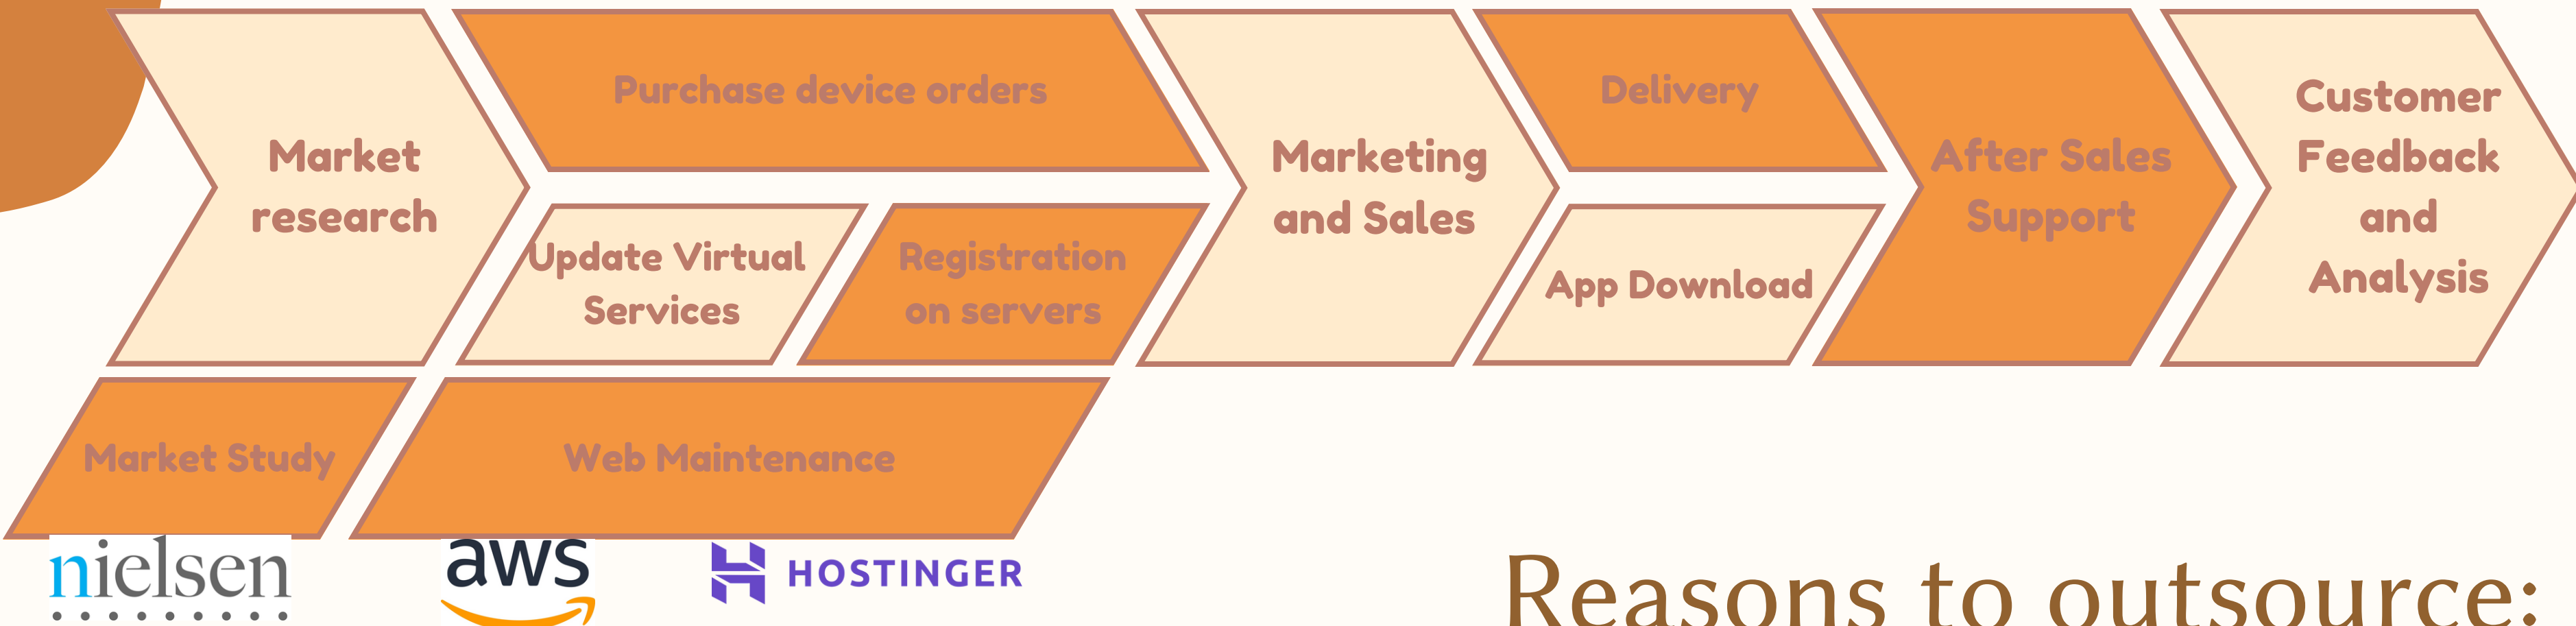 Market
research
Purchase device orders
Update Virtual
Services
Registration
on servers
Marketing
and Sales
Delivery
App Download
After Sales
Support
Customer
Feedback
and
Analysis
Market Study
Web Maintenance
nielsen
aws
HOSTINGER
Reasons to outsource: